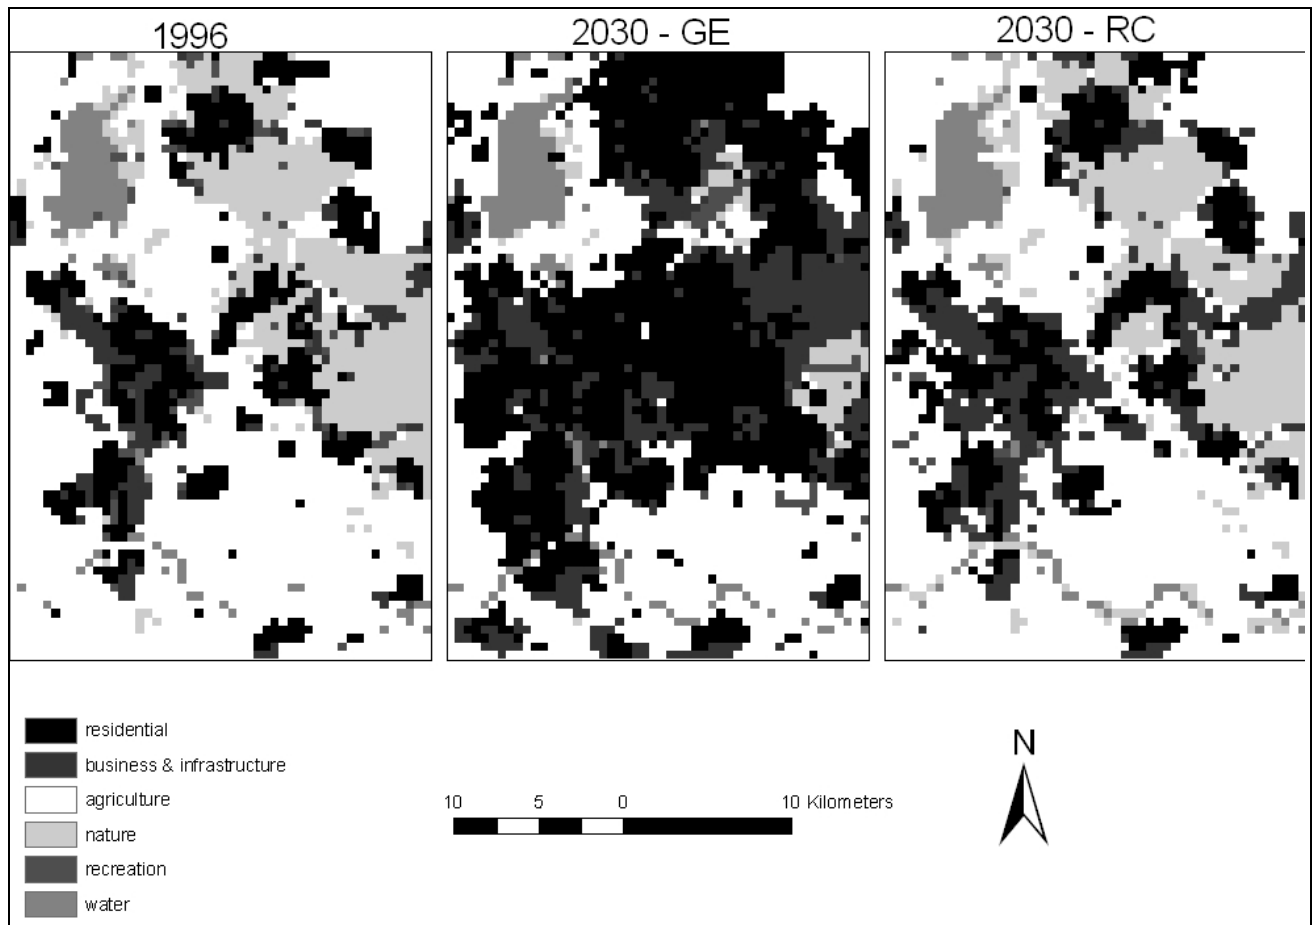 1996
2030 - GE
2030 - RC
residential
business & infrastructure
agriculture
nature
recreation
water
10 5 0 10 Kilometers
N